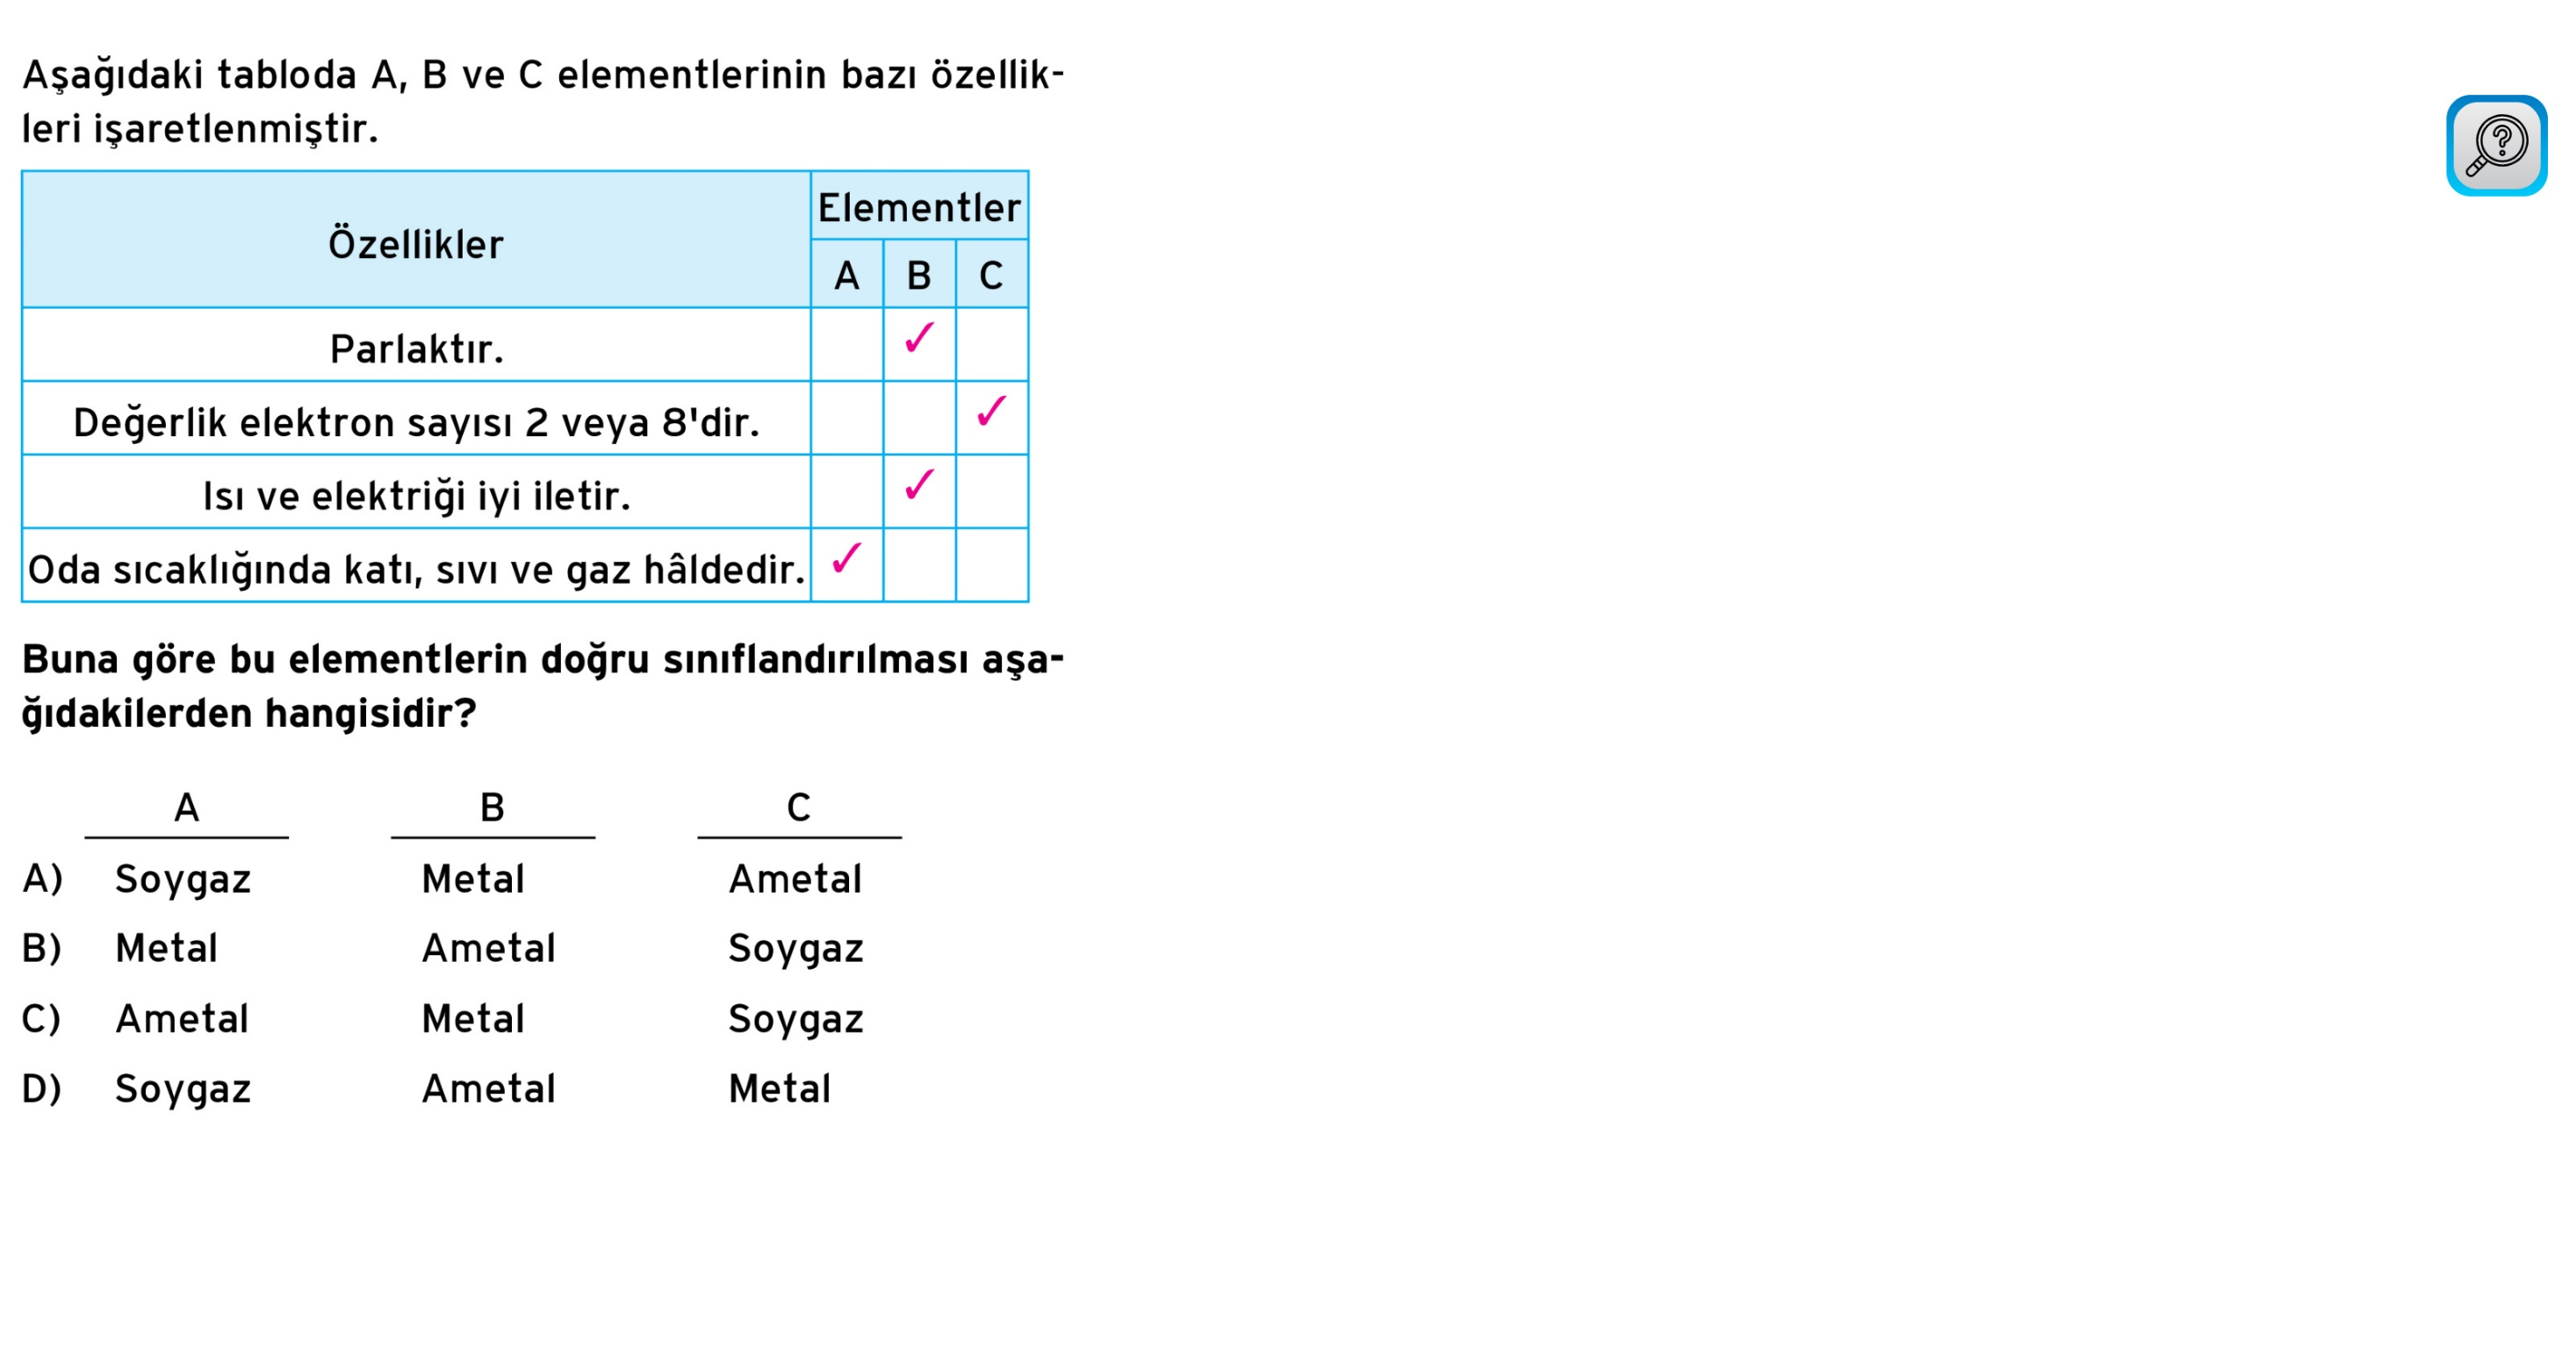 Aşağıdaki tabloda A, B ve C elementlerinin bazı özellik-
leri işaretlenmiştir.
Özellikler
Elementler
A B C
Parlaktır. ✓
Değerlik elektron sayısı 2 veya 8'dir. ✓
Isı ve elektriği iyi iletir. ✓
Oda sıcaklığında katı, sıvı ve gaz hâldedir. ✓
Buna göre bu elementlerin doğru sınıflandırılması aşa-
ğıdakilerden hangisidir?
A B C
A) Soygaz Metal Ametal
B) Metal Ametal Soygaz
C) Ametal Metal Soygaz
D) Soygaz Ametal Metal